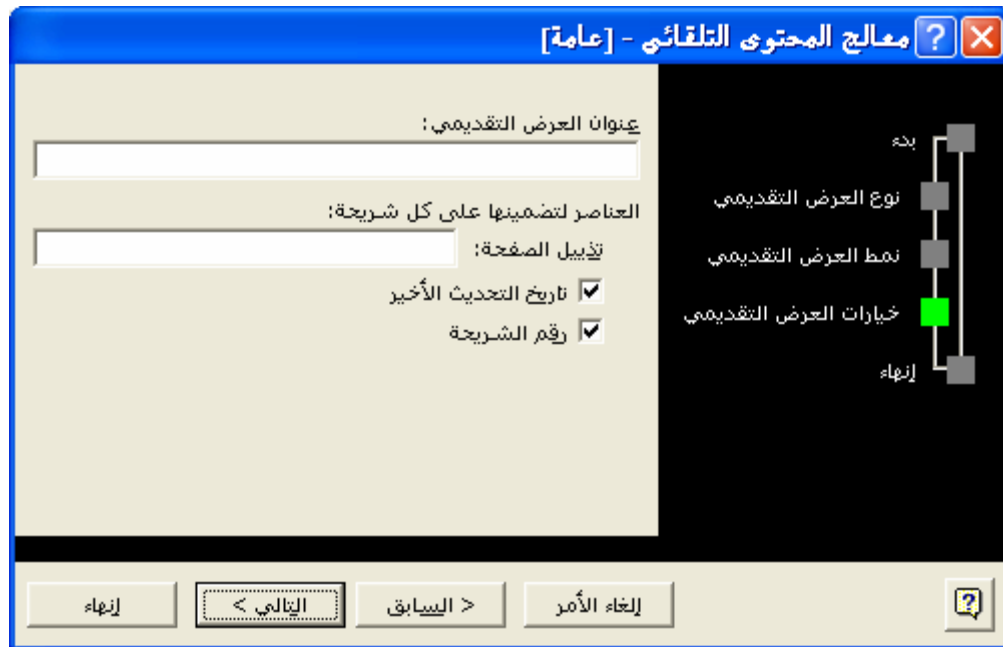 معالج المحتوى التلقائي - [عامة]
بدء
نوع العرض التقديمي
نمط العرض التقديمي
خيارات العرض التقديمي
إنهاء
عنوان العرض التقديمي:
العناصر لتضمينها على كل شريحة:
تذييل الصفحة:
تاريخ التحديث الأخير
رقم الشريحة
إلغاء الأمر
< السابق
التالي >
إنهاء